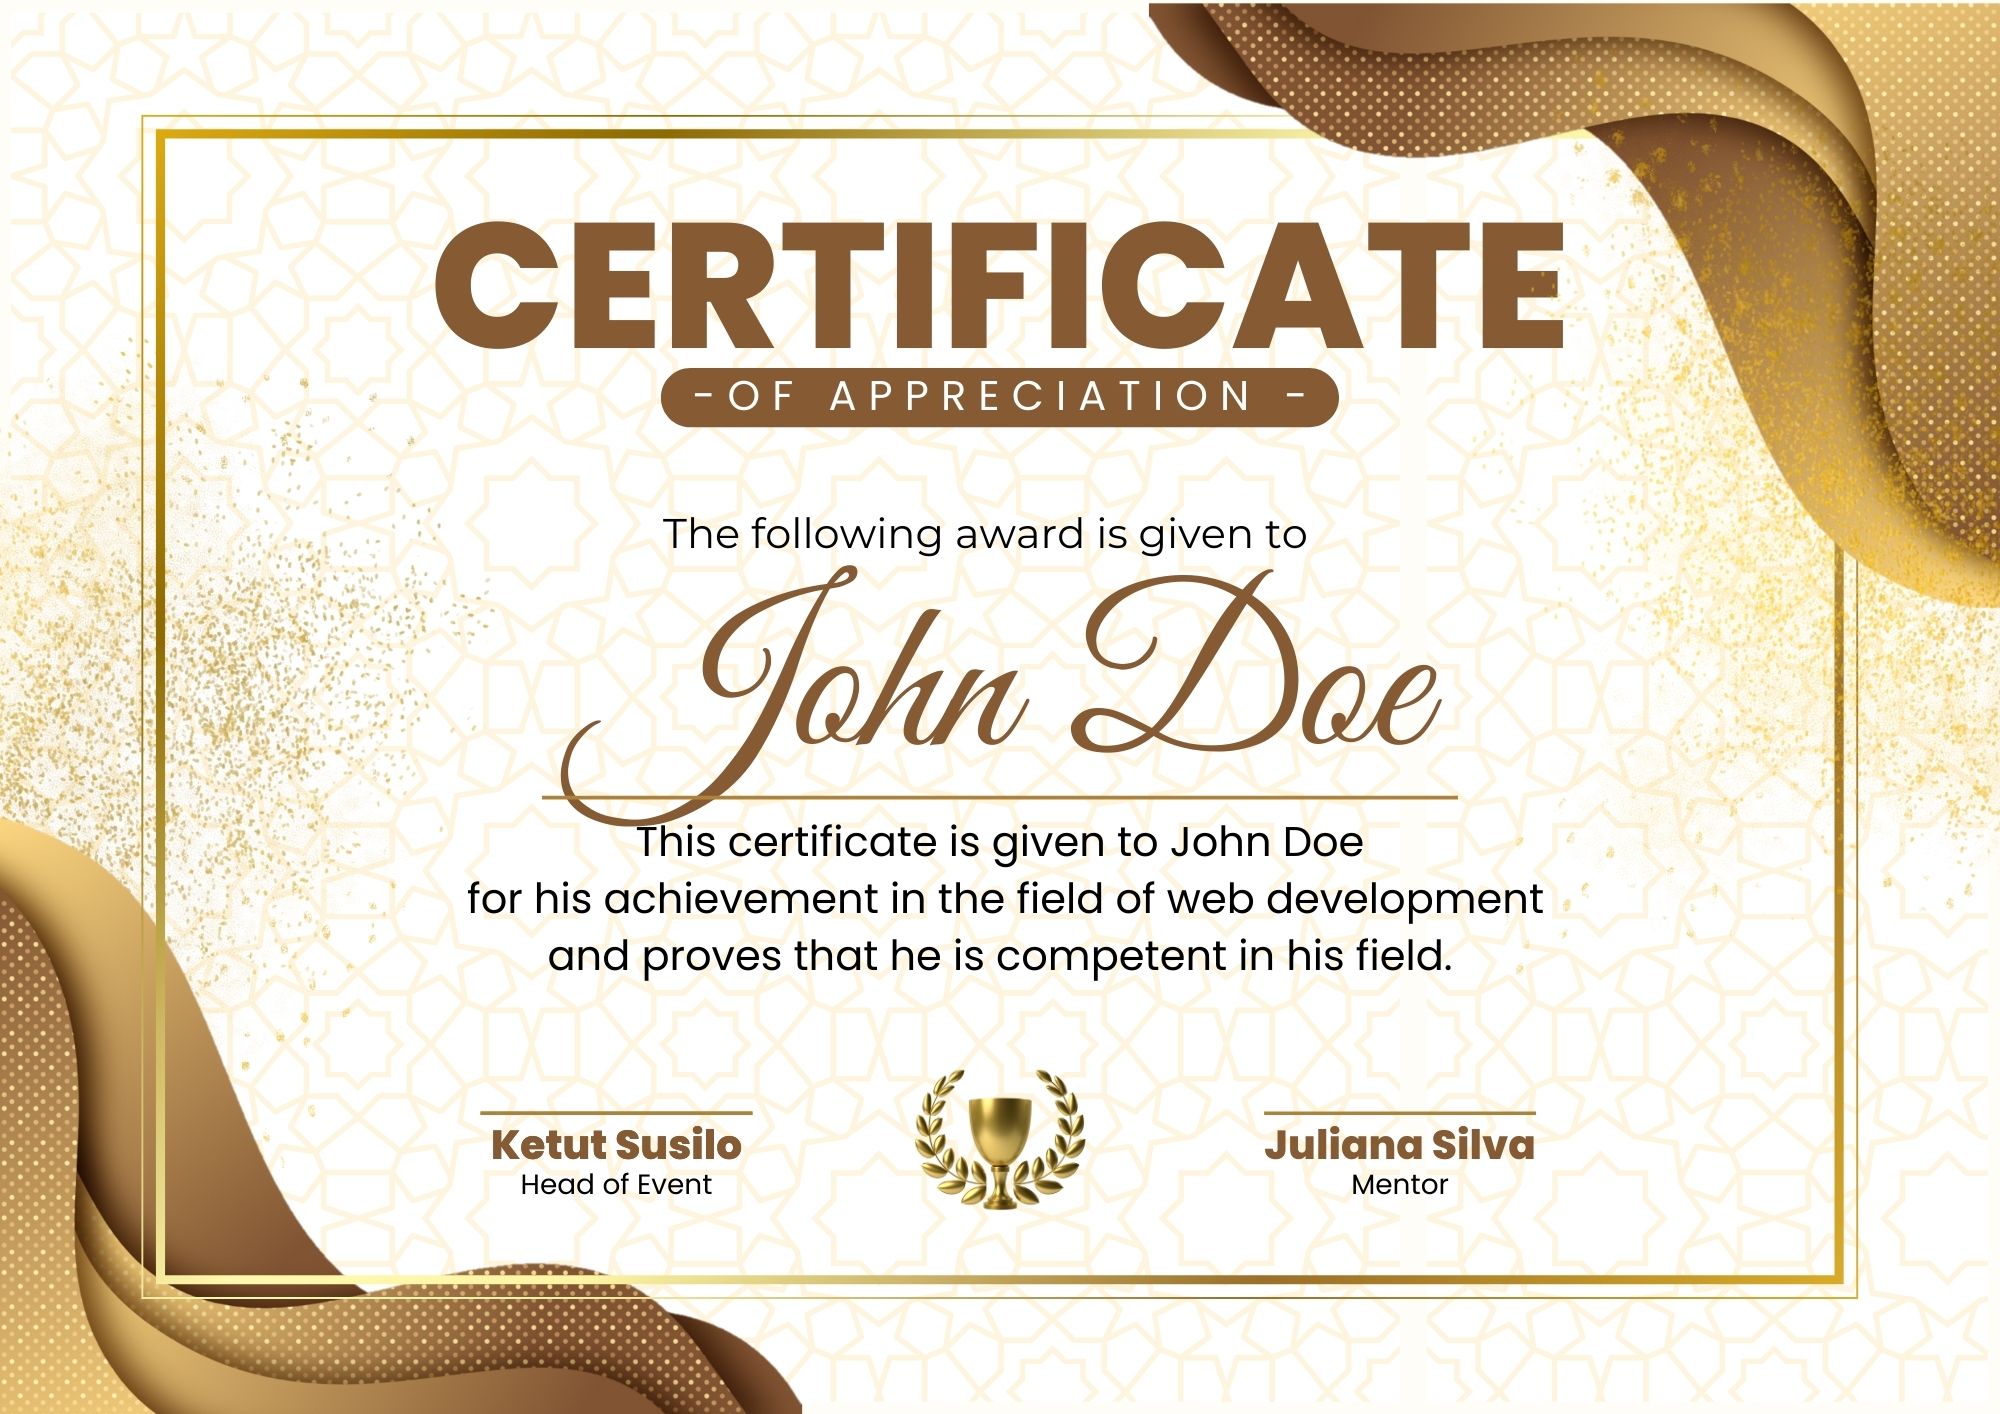 CERTIFICATE
-OF APPRECIATION -
The following award is given to
John Doe
This certificate is given to John Doe
for his achievement in the field of web development
and proves that he is competent in his field.
Ketut Susilo
Head of Event
Juliana Silva
Mentor